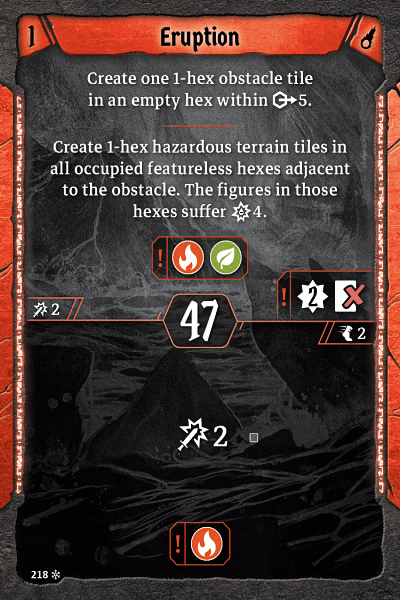 1
Eruption
Create one 1-hex obstacle tile
in an empty hex within 5.
Create 1-hex hazardous terrain tiles in
all occupied featureless hexes adjacent
to the obstacle. The figures in those
hexes suffer 4.
!
! 2
2
47
2
2
!
218